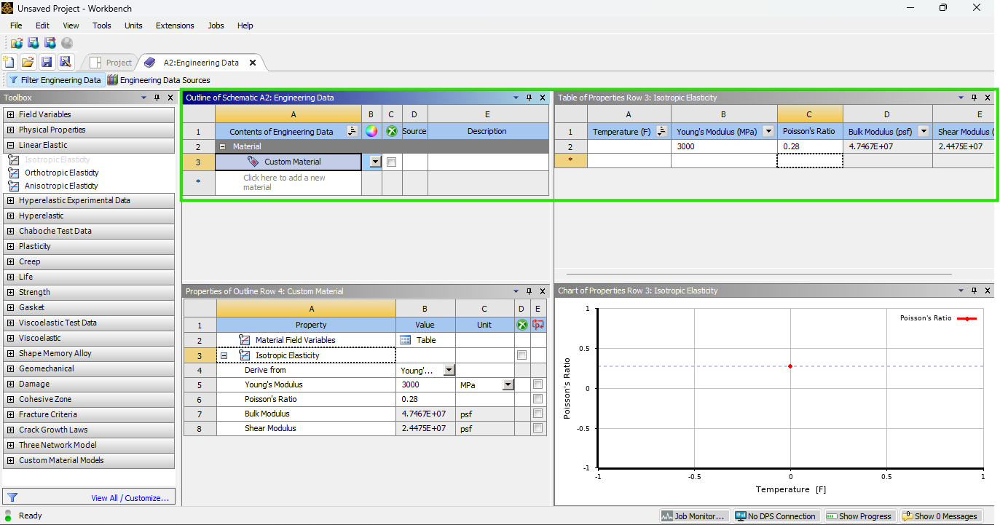 Unsaved Project - Workbench
File Edit View Tools Units Extensions Jobs Help
Project A2:Engineering Data
Filter Engineering Data Engineering Data Sources
Toolbox
Field Variables
Physical Properties
Linear Elastic
Isotropic Elasticity
Orthotropic Elasticity
Anisotropic Elasticity
Hyperelastic Experimental Data
Hyperelastic
Chaboche Test Data
Plasticity
Creep
Life
Strength
Gasket
Viscoelastic Test Data
Viscoelastic
Shape Memory Alloy
Geomechanical
Damage
Cohesive Zone
Fracture Criteria
Crack Growth Laws
Three Network Model
Custom Material Models
View All / Customize...
Outline of Schematic A2: Engineering Data
A B C D E
1 Contents of Engineering Data Source Description
2 Material
3 Custom Material
* Click here to add a new
material
Table of Properties Row 3: Isotropic Elasticity
A B C D E
1 Temperature (F) Young's Modulus (MPa) Poisson's Ratio Bulk Modulus (psf) Shear Modulus (
2 3000 0.28 4.7467E+07 2.4475E+07
*
Properties of Outline Row 4: Custom Material
A B C D E
1 Property Value Unit
2 Material Field Variables Table
3 Isotropic Elasticity
4 Derive from Young'...
5 Young's Modulus 3000 MPa
6 Poisson's Ratio 0.28
7 Bulk Modulus 4.7467E+07 psf
8 Shear Modulus 2.4475E+07 psf
Chart of Properties Row 3: Isotropic Elasticity
Poisson's Ratio
1
0.5
0
-0.5
-1
Poisson's Ratio
-1 -0.5 0 0.5 1
Temperature [F]
Ready
Job Monitor... No DPS Connection Show Progress 0 Show 0 Messages